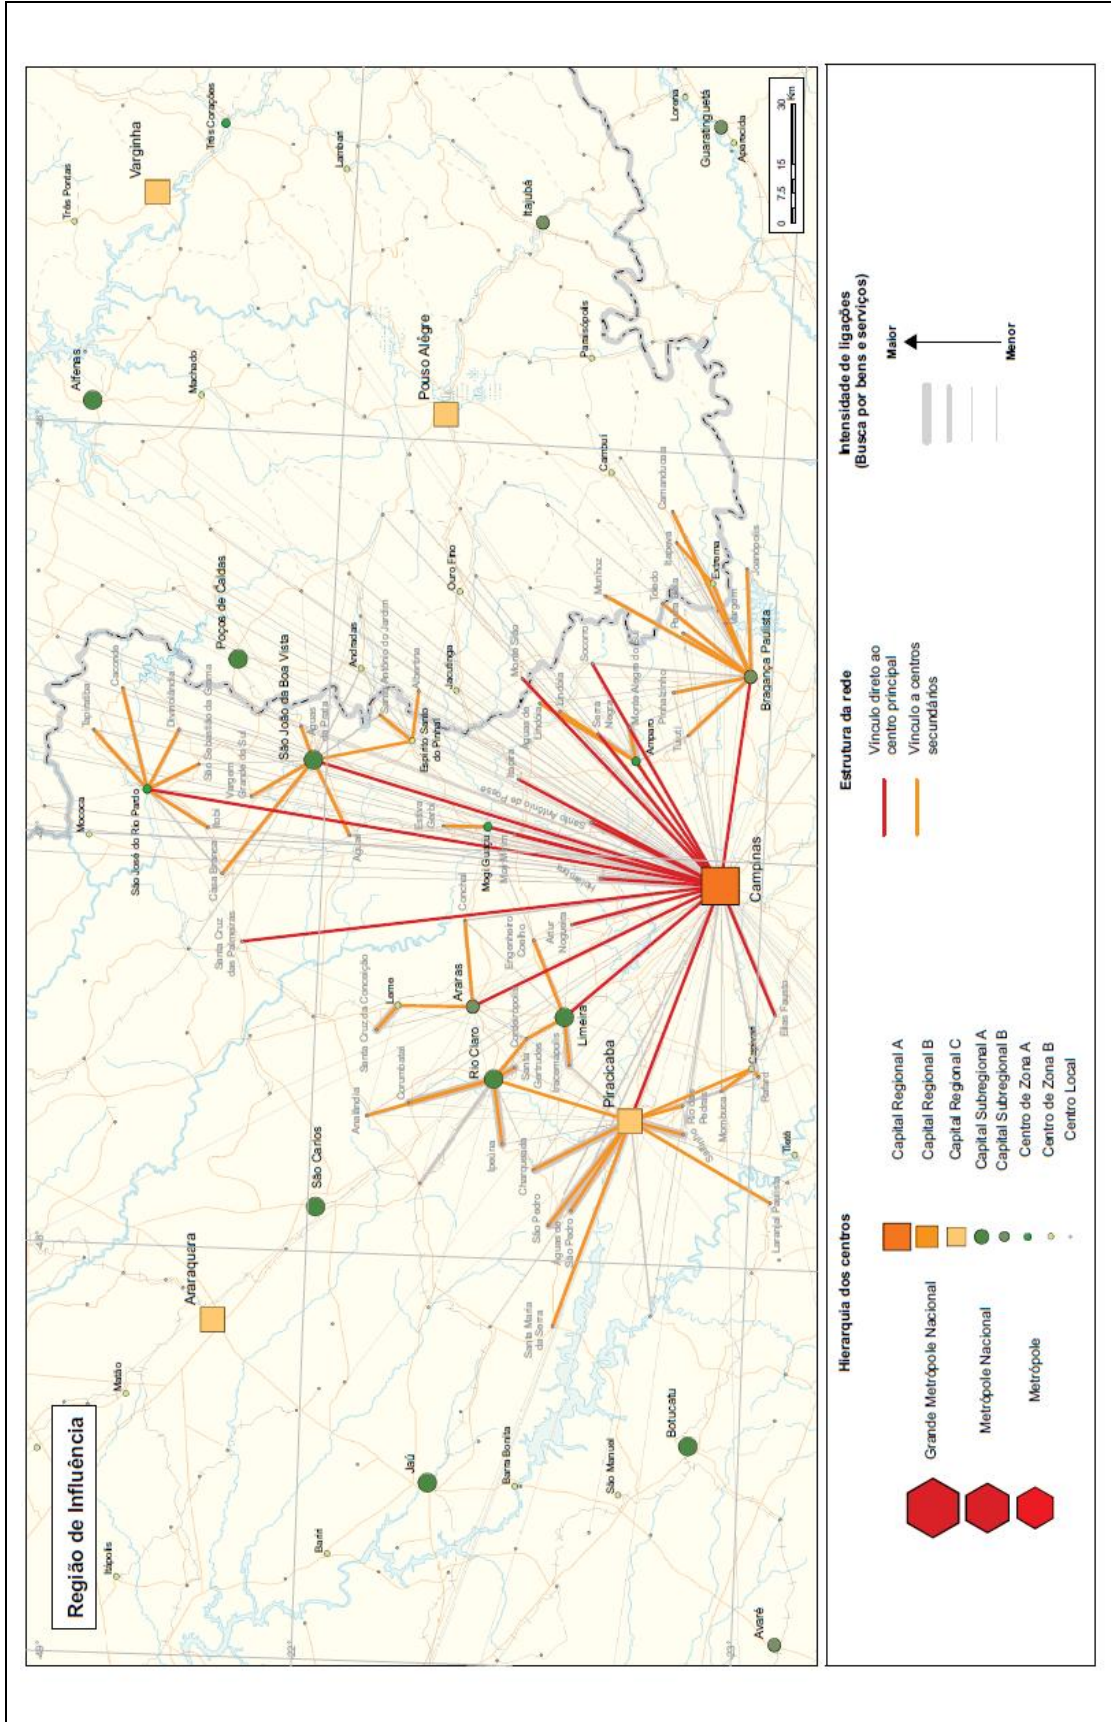 Região de Influência
49°
48°
47°
46°
22°
23°
Itápolis
Matão
Araraquara
São Carlos
Bariri
Jaú
Barra Bonita
São Manuel
Botucatu
Avaré
Tietê
Mococa
Tapiratiba
Caconde
Divinolândia
São Sebastião da Grama
São José do Rio Pardo
Itobi
Casa Branca
Vargem
Grande do Sul
Santa Cruz
das Palmeiras
Poços de Caldas
São João da Boa Vista
Águas
da Prata
Aguaí
Andradas
Santo Antônio do Jardim
Albertina
Espírito Santo
do Pinhal
Jacutinga
Ouro Fino
Alfenas
Machado
Três Pontas
Varginha
Três Corações
Lambari
Pouso Alegre
Itajubá
Paraisópolis
Cambuí
Camanducaia
Itapeva
Extrema
Joanópolis
Vargem
Munhoz
Toledo
Pedra Bela
Pinhalzinho
Tuiuti
Bragança Paulista
Lorena
Guaratinguetá
Aparecida
Monte Sião
Socorro
Águas de
Lindóia
Lindóia
Serra
Negra
Monte Alegre do Sul
Amparo
Itapira
Santo Antônio de Posse
Estiva
Gerbi
Mogi Guaçu
Moji Mirim
Holambra
Conchal
Engenheiro
Coelho
Artur
Nogueira
Santa Cruz da Conceição
Leme
Araras
Corumbataí
Analândia
Rio Claro
Cordeirópolis
Santa
Gertrudes
Iracemápolis
Limeira
Ipeúna
Charqueada
São Pedro
Águas de
São Pedro
Santa Maria
da Serra
Piracicaba
Rio das
Pedras
Saltinho
Mombuca
Capivari
Rafard
Laranjal Paulista
Elias Fausto
Campinas
0 7.5 15 30
Km
Hierarquia dos centros
Grande Metrópole Nacional
Metrópole Nacional
Metrópole
Capital Regional A
Capital Regional B
Capital Regional C
Capital Subregional A
Capital Subregional B
Centro de Zona A
Centro de Zona B
Centro Local
Estrutura da rede
Vínculo direto ao
centro principal
Vínculo a centros
secundários
Intensidade de ligações
(Busca por bens e serviços)
Maior
Menor